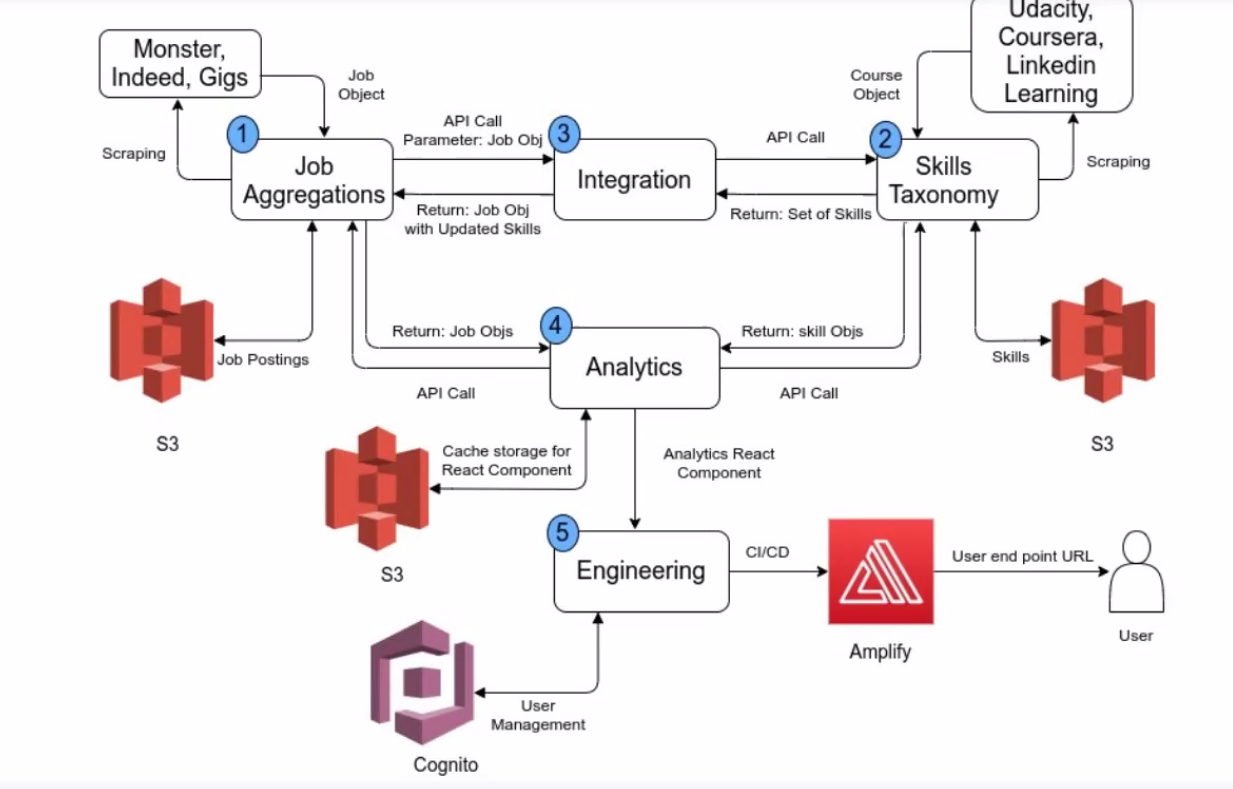 Udacity,
Coursera,
Linkedin
Learning
Monster,
Indeed, Gigs
Job
Object
Course
Object
Scraping
Scraping
1
Job
Aggregations
API Call
Parameter: Job Obj
3
Integration
API Call
2
Skills
Taxonomy
Return: Job Obj
with Updated Skills
Return: Set of Skills
Job Postings
S3
Return: Job Objs
4
Analytics
Return: skill Objs
API Call
API Call
Skills
S3
Cache storage for
React Component
S3
Analytics React
Component
5
Engineering
CI/CD
Amplify
User end point URL
User
User
Management
Cognito